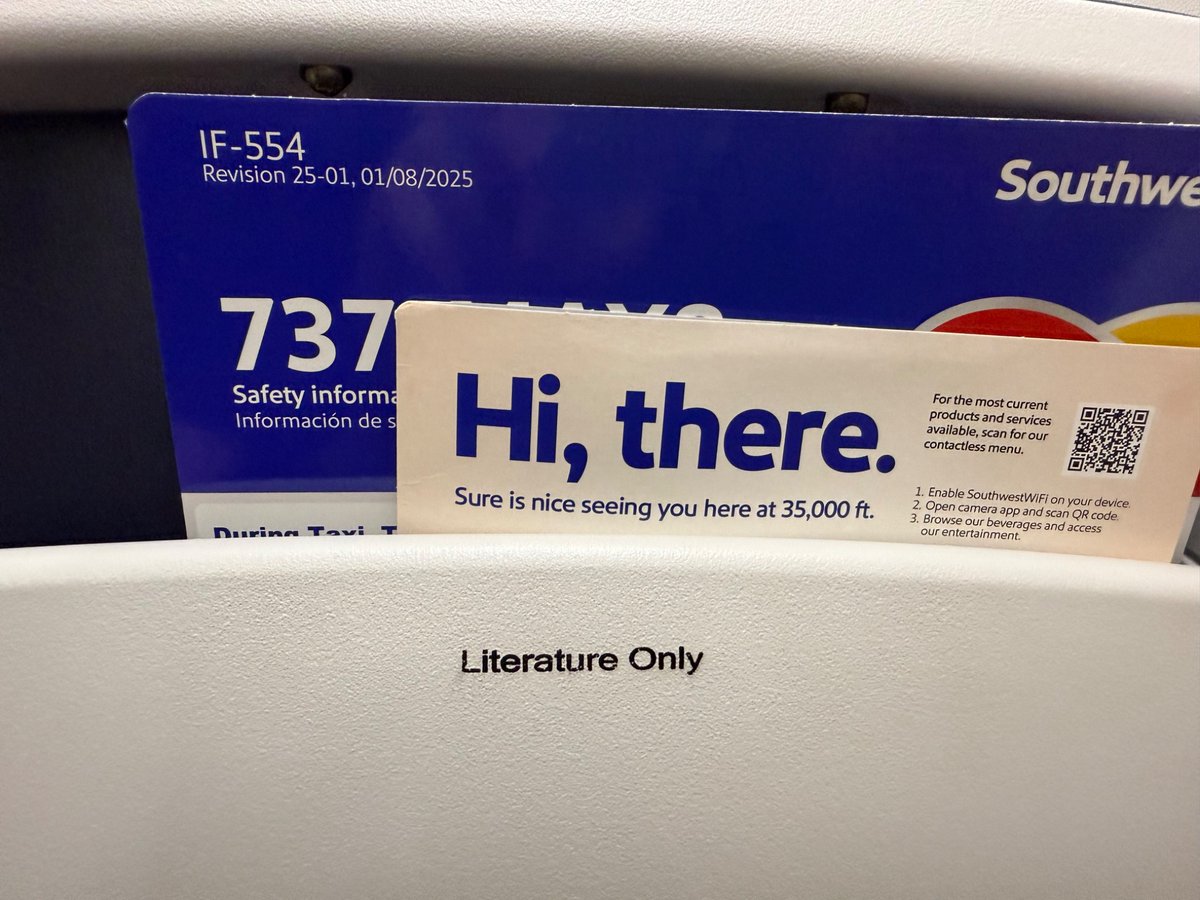 IF-554
Revision 25-01, 01/08/2025
Southwe
737 MAX8
Safety informa
Información de s
During Taxi, T
Hi, there.
Sure is nice seeing you here at 35,000 ft.
For the most current
products and services
available, scan for our
contactless menu.
1. Enable SouthwestWiFi on your device.
2. Open camera app and scan QR code.
3. Browse our beverages and access
our entertainment.
Literature Only